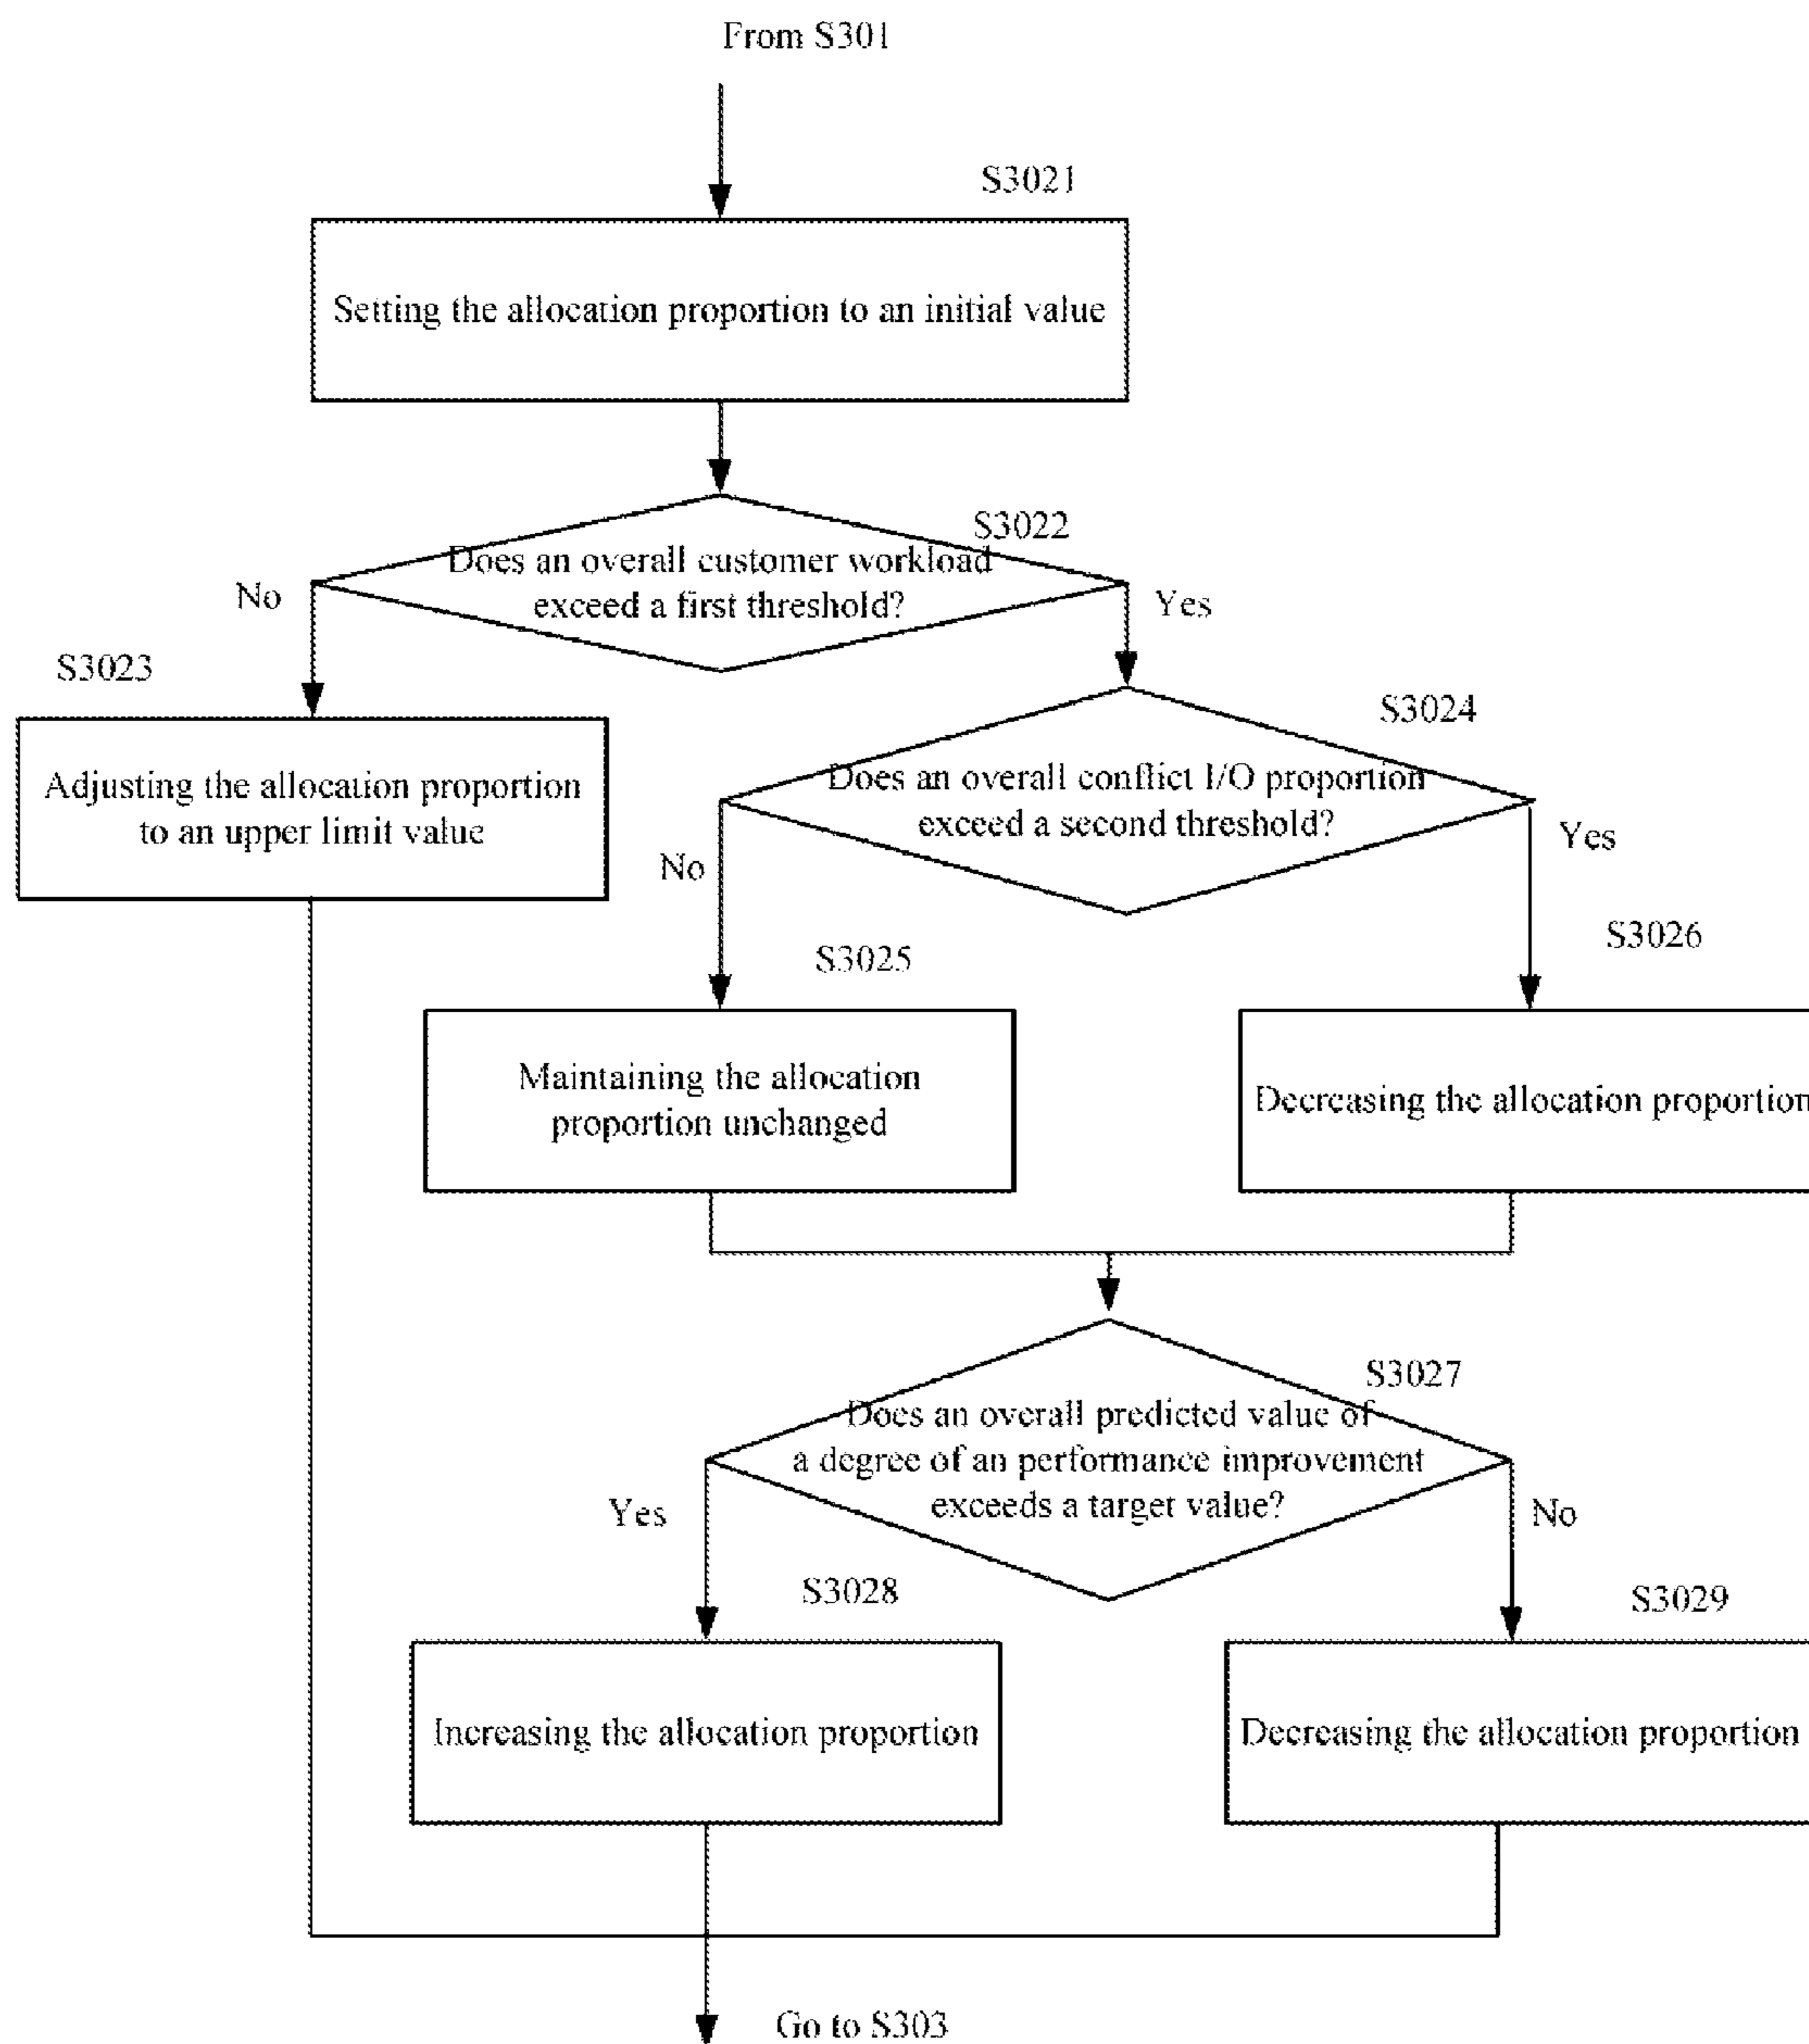 From S301
S3021
Setting the allocation proportion to an initial value
S3022
Does an overall customer workload
exceed a first threshold?
No
Yes
S3023
Adjusting the allocation proportion
to an upper limit value
S3024
Does an overall conflict I/O proportion
exceed a second threshold?
No
Yes
S3025
Maintaining the allocation
proportion unchanged
S3026
Decreasing the allocation proportion
S3027
Does an overall predicted value of
a degree of an performance improvement
exceeds a target value?
Yes
No
S3028
Increasing the allocation proportion
S3029
Decreasing the allocation proportion
Go to S303